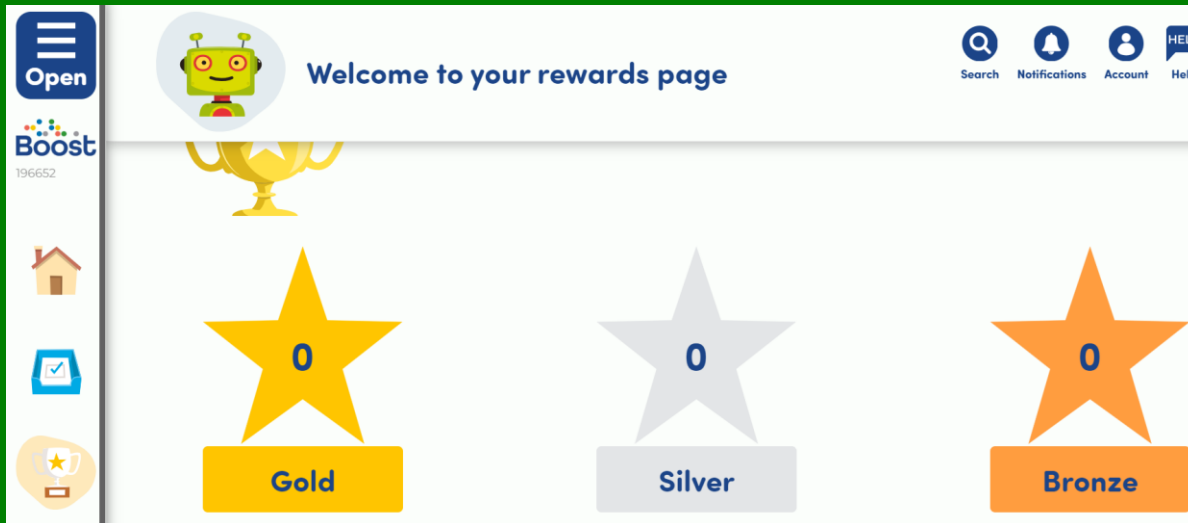 Open
Boost
196652
Welcome to your rewards page
Search
Notifications
Account
0
0
0
Gold
Silver
Bronze